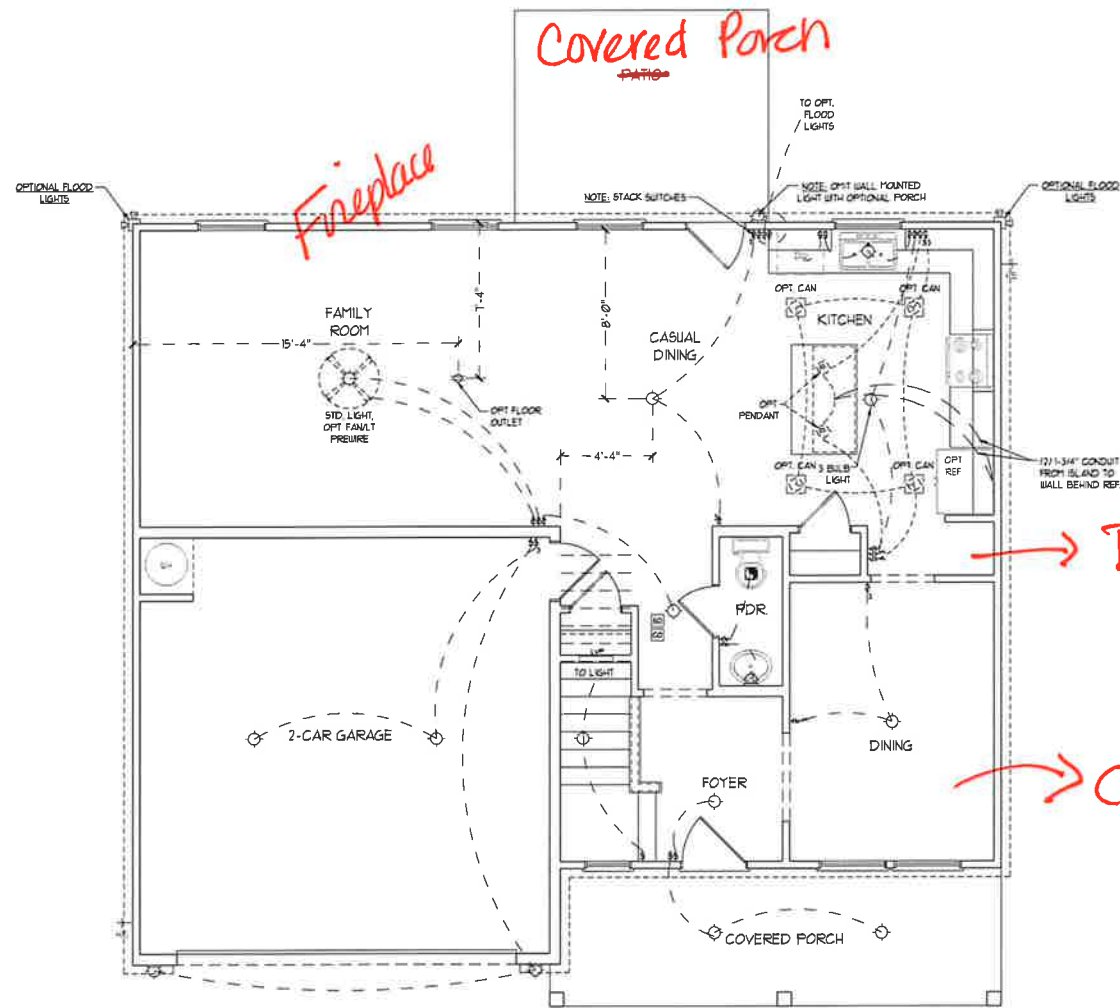 Covered Porch
PATIO
TO OPT.
FLOOD
LIGHTS
Fireplace
OPTIONAL FLOOD
LIGHTS
NOTE: STACK SWITCHES
NOTE: OMIT WALL MOUNTED
LIGHT WITH OPTIONAL PORCH
OPTIONAL FLOOD
LIGHTS
7'-4"
8'-0"
OPT. CAN
OPT. CAN
KITCHEN
FAMILY
ROOM
15'-4"
CASUAL
DINING
STD. LIGHT,
OPT FAN/LT
PREWIRE
OPT FLOOR
OUTLET
OPT
PENDANT
4'-4"
OPT. CAN
3 BULB
LIGHT
OPT. CAN
OPT
REF
(2) 1-3/4" CONDUIT
FROM ISLAND TO
WALL BEHIND REF
PDR.
TO LIGHT
2-CAR GARAGE
DINING
FOYER
COVERED PORCH